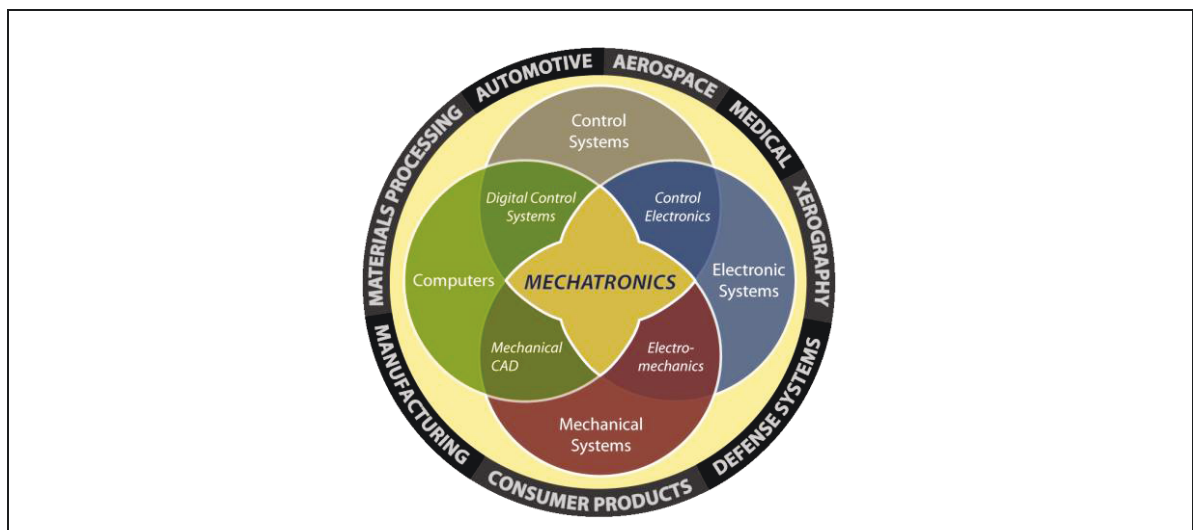 AUTOMOTIVE
AEROSPACE
MEDICAL
XEROGRAPHY
DEFENSE SYSTEMS
CONSUMER PRODUCTS
MANUFACTURING
MATERIALS PROCESSING
Control
Systems
Digital Control
Systems
Control
Electronics
Computers
MECHATRONICS
Electronic
Systems
Mechanical
CAD
Electro-
mechanics
Mechanical
Systems